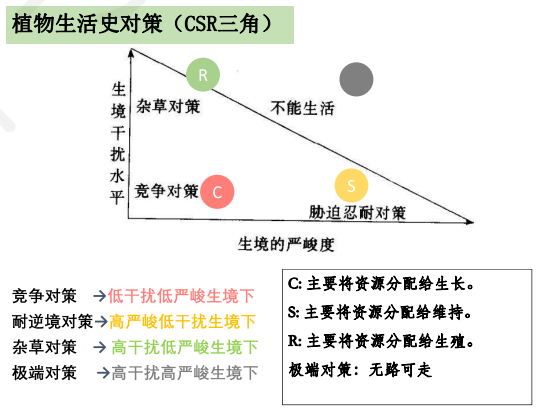 植物生活史对策（CSR三角）
R
生境干扰水平
杂草对策
不能生活
竞争对策
C
S
胁迫忍耐对策
生境的严峻度
竞争对策 →低干扰低严峻生境下
耐逆境对策→高严峻低干扰生境下
杂草对策 →高干扰低严峻生境下
极端对策 →高干扰高严峻生境下
C: 主要将资源分配给生长。
S: 主要将资源分配给维持。
R: 主要将资源分配给生殖。
极端对策：无路可走